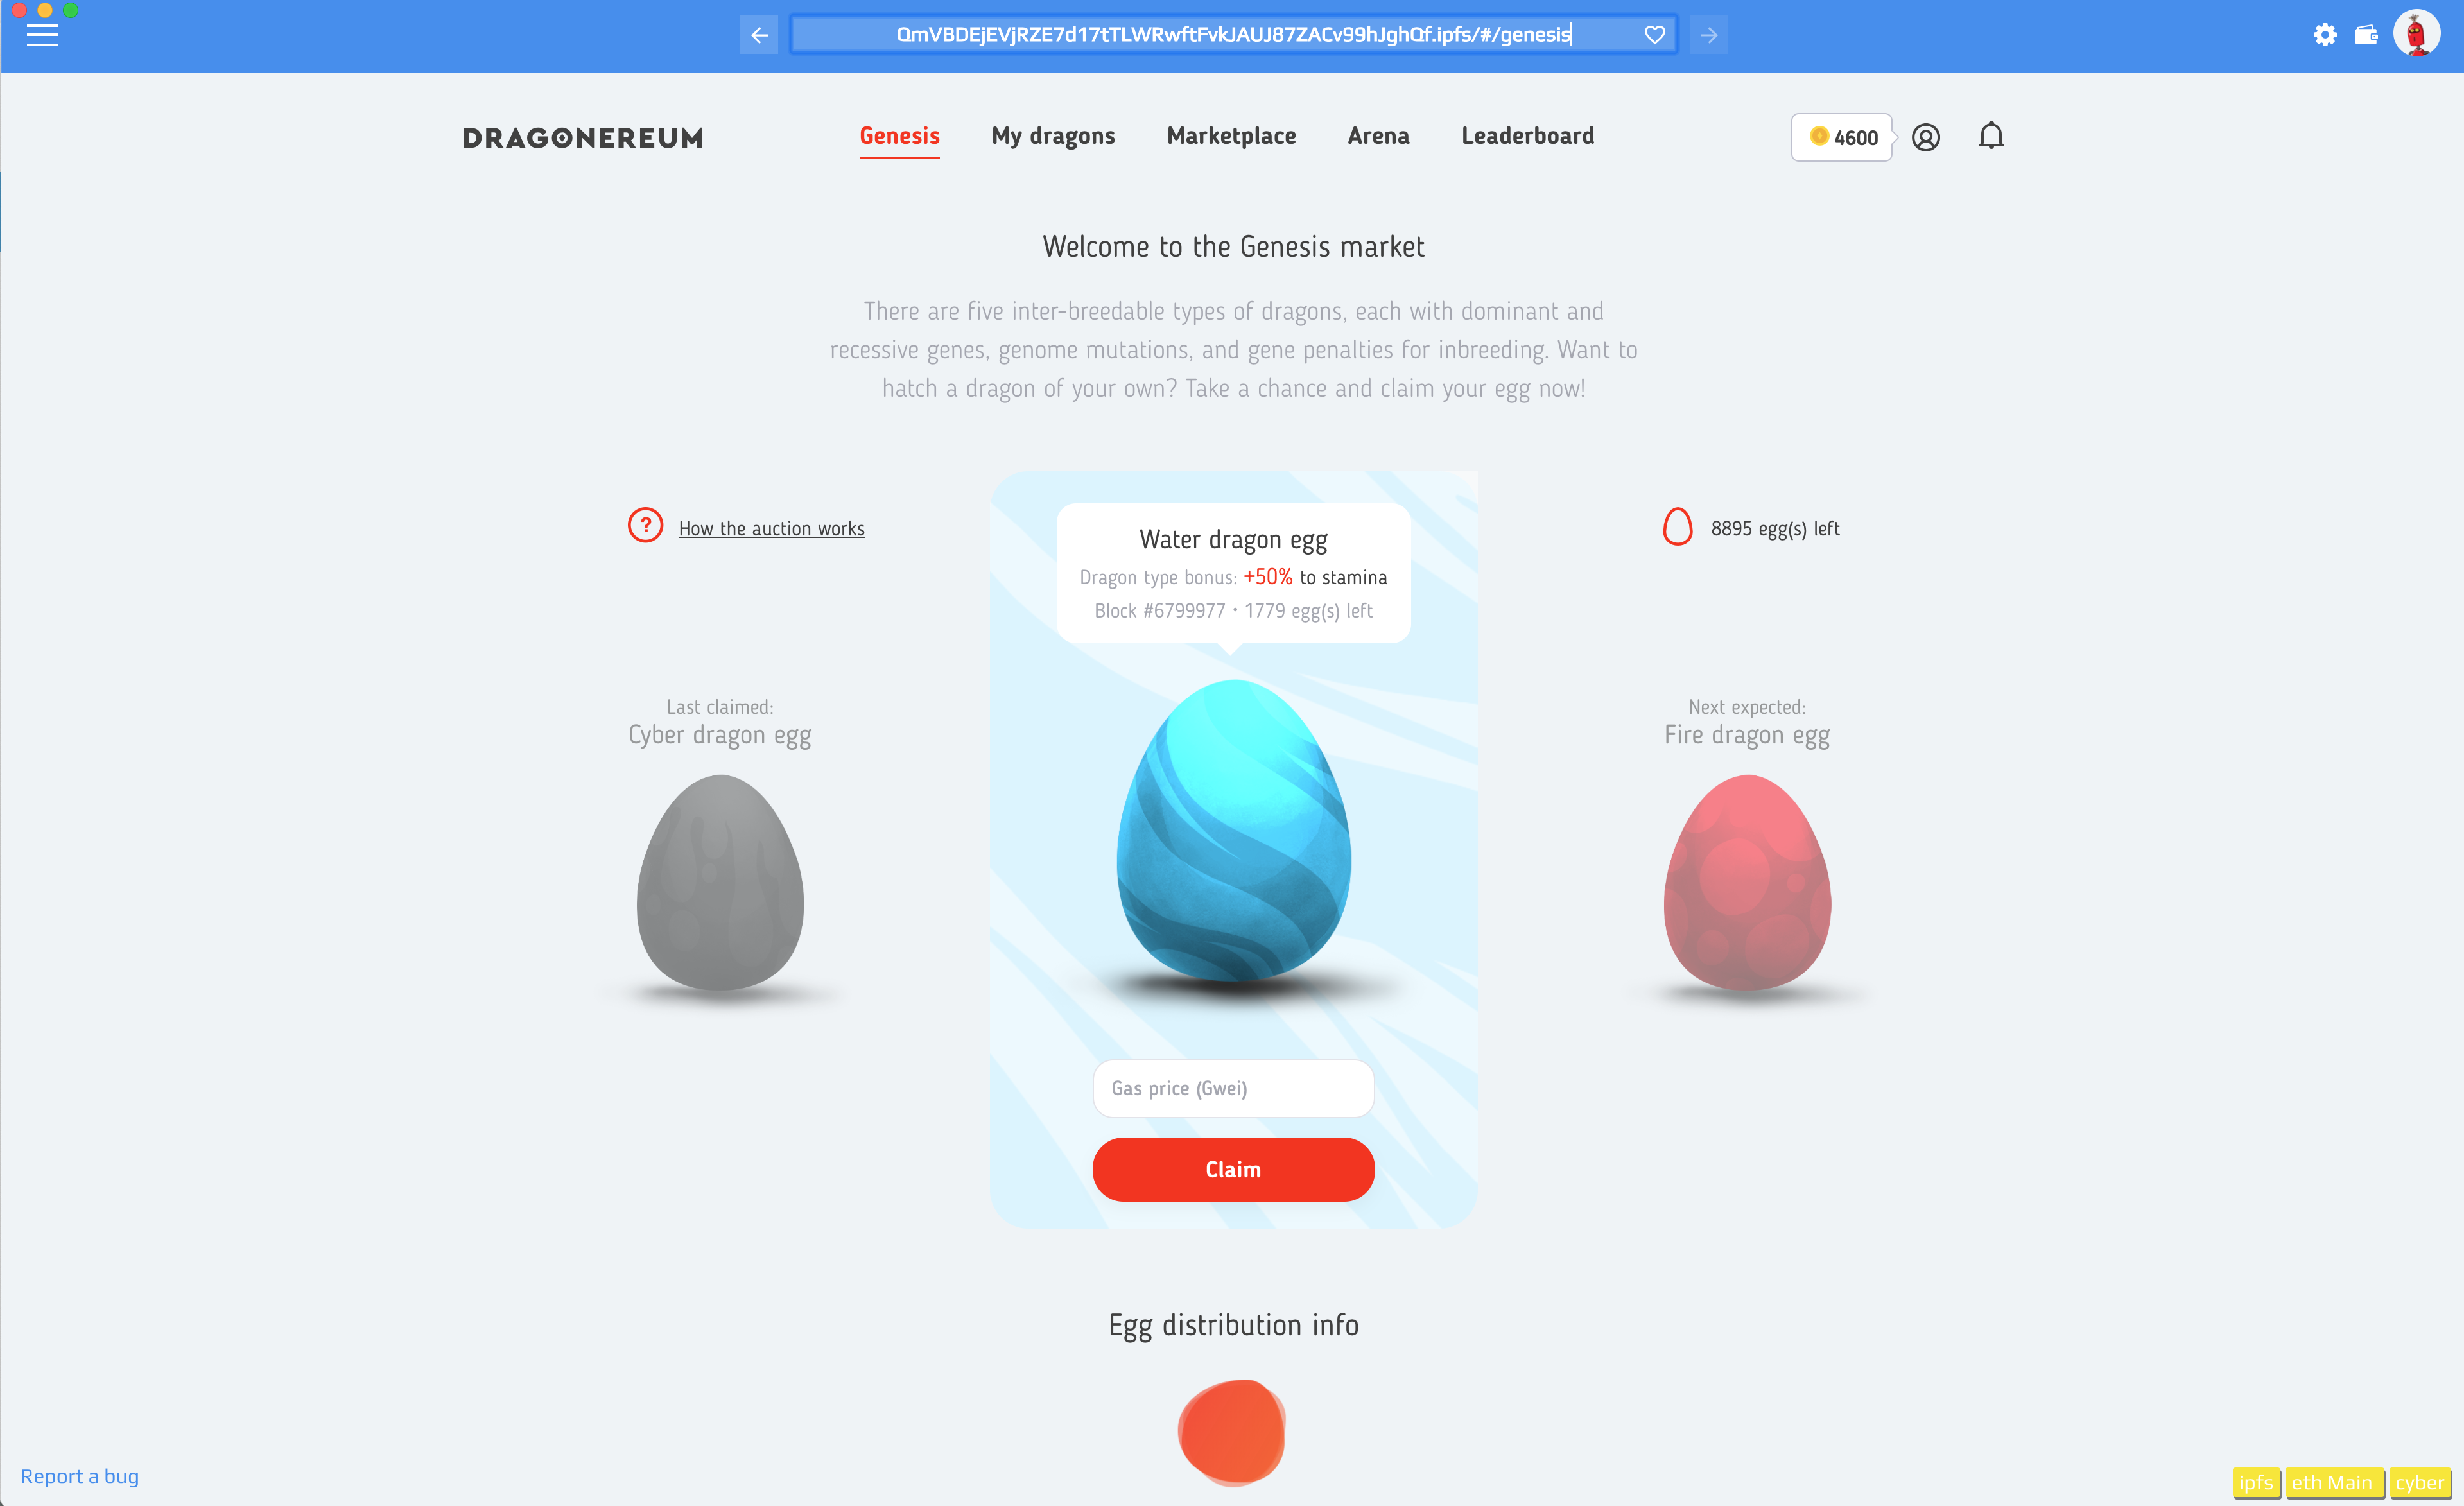 QmVBDEjEVjRZE7d17tTLWRwftFvkJAUJ87ZACv99hJghQf.ipfs/#/genesis
DRAGONEREUM
Genesis
My dragons
Marketplace
Arena
Leaderboard
4600
Welcome to the Genesis market
There are five inter-breedable types of dragons, each with dominant and
recessive genes, genome mutations, and gene penalties for inbreeding. Want to
hatch a dragon of your own? Take a chance and claim your egg now!
?
How the auction works
Water dragon egg
Dragon type bonus: +50% to stamina
Block #6799977 • 1779 egg(s) left
8895 egg(s) left
Last claimed:
Cyber dragon egg
Next expected:
Fire dragon egg
Gas price (Gwei)
Claim
Egg distribution info
Report a bug
ipfs
eth Main
cyber